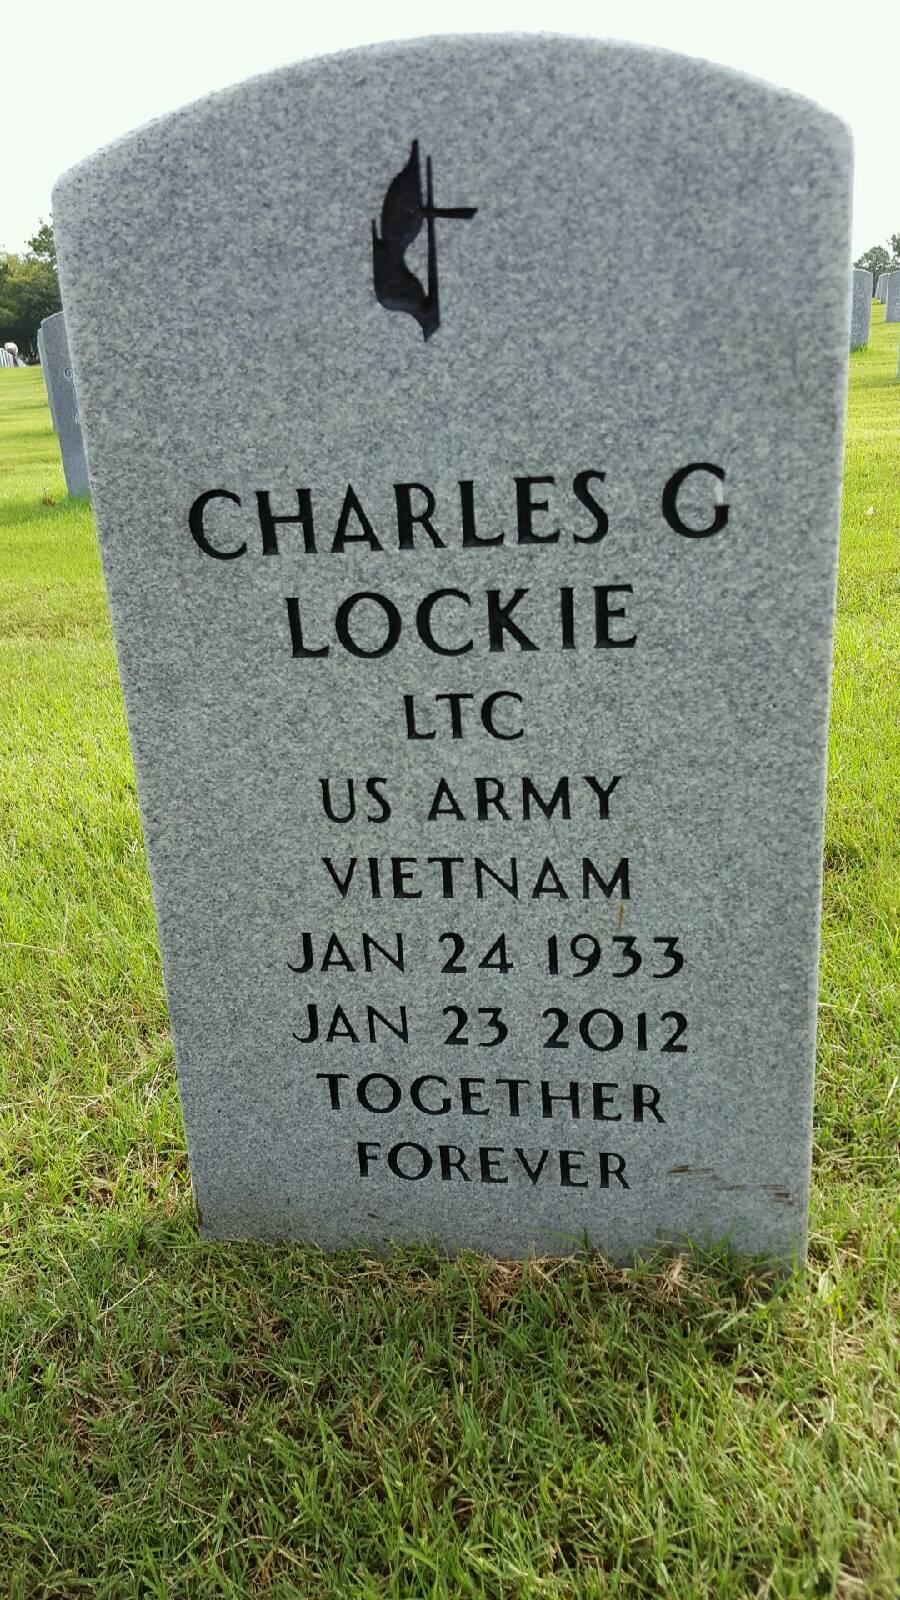 CHARLES G
LOCKIE
LTC
US ARMY
VIETNAM
JAN 24 1933
JAN 23 2012
TOGETHER
FOREVER